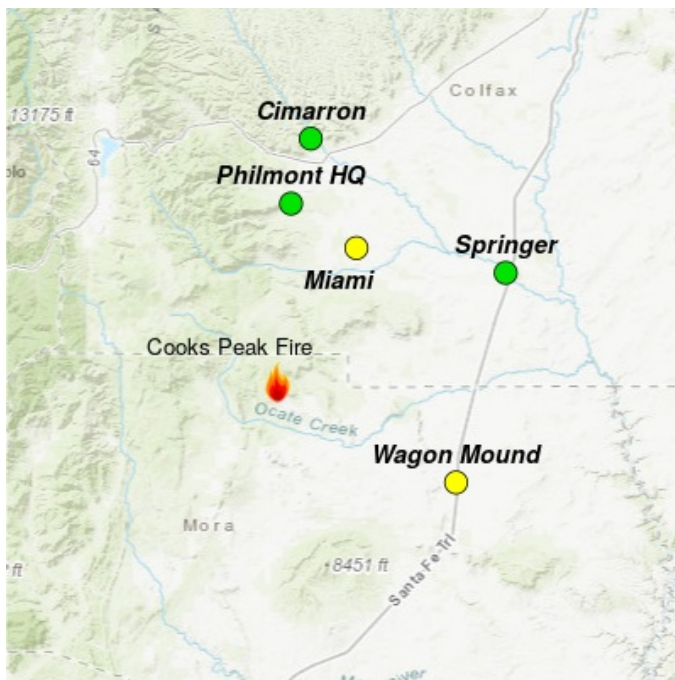 Colfax
13175 ft
Cimarron
64
Philmont HQ
Springer
Miami
Cooks Peak Fire
Ocate Creek
Wagon Mound
Mora
8451 ft
ft
Santa Fe-Trl